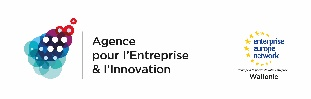 Agence
pour l'Entreprise
& l'Innovation
enterprise
europe
network
Wallonie